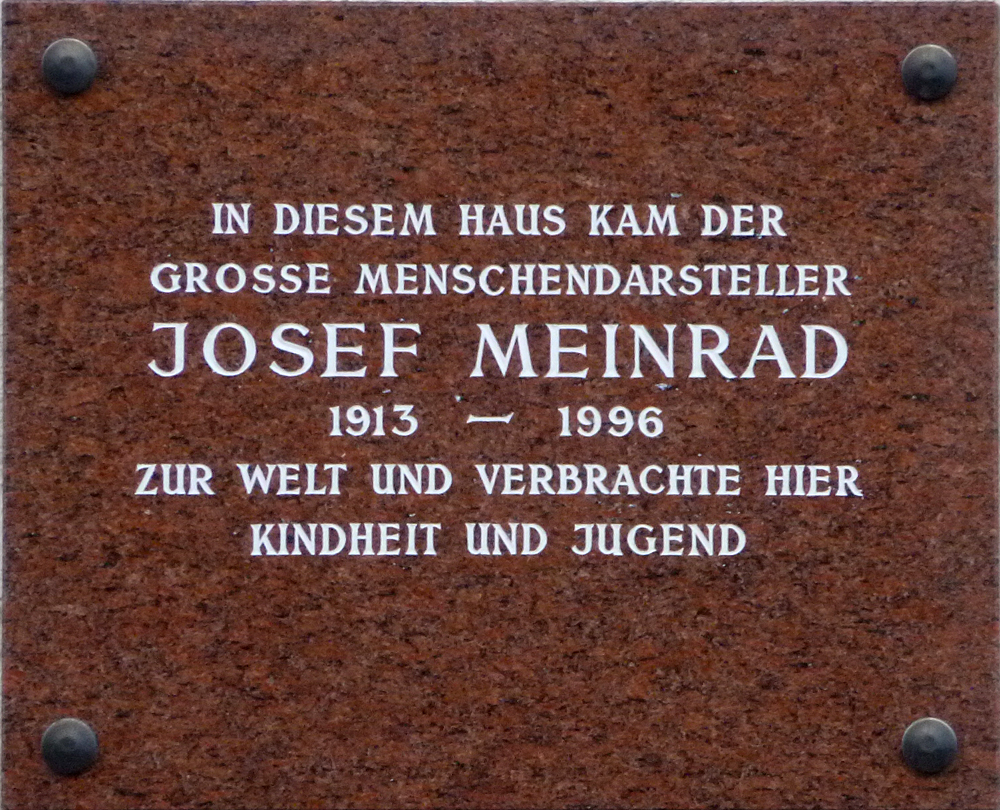 IN DIESEM HAUS KAM DER
GROSSE MENSCHENDARSTELLER
JOSEF MEINRAD
1913 – 1996
ZUR WELT UND VERBRACHTE HIER
KINDHEIT UND JUGEND